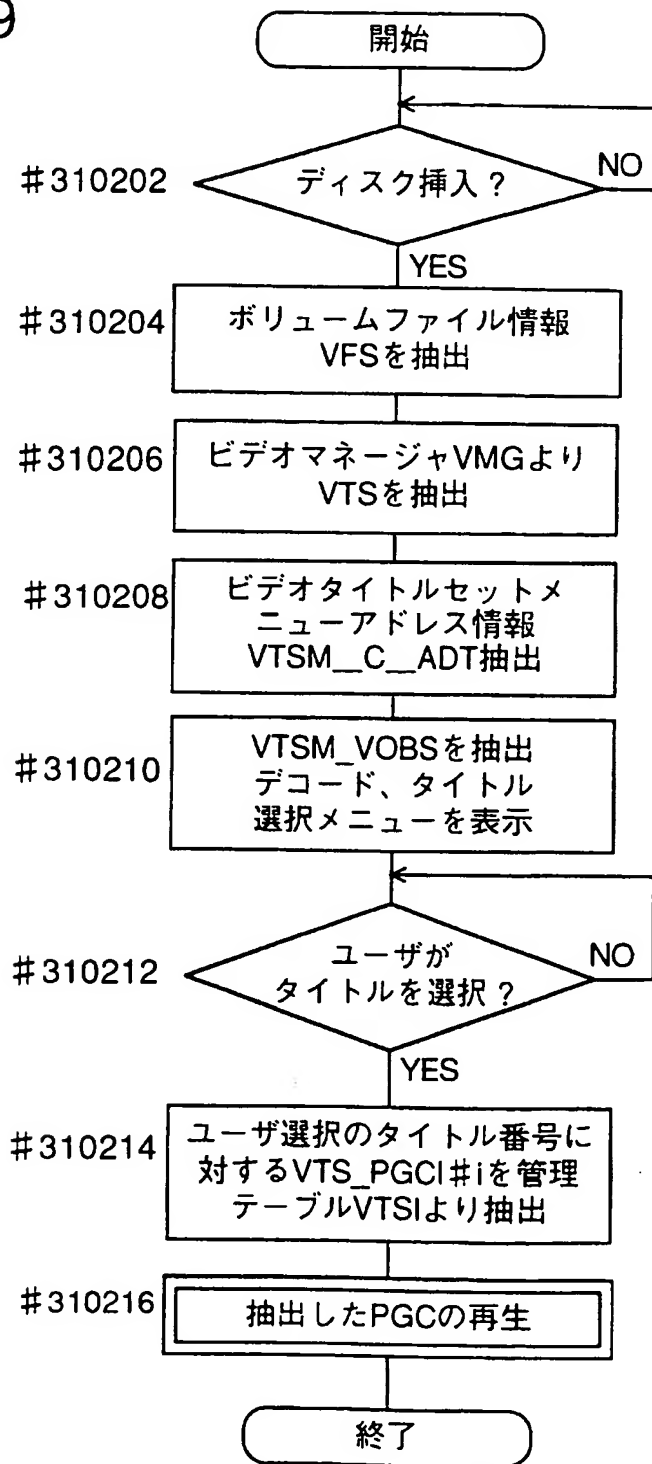 9
開始
#310202
ディスク挿入?
NO
YES
#310204
ボリュームファイル情報
VFSを抽出
#310206
ビデオマネージャVMGより
VTSを抽出
#310208
ビデオタイトルセットメ
ニューアドレス情報
VTSM__C__ADT抽出
#310210
VTSM_VOBSを抽出
デコード、タイトル
選択メニューを表示
#310212
ユーザが
タイトルを選択?
NO
YES
#310214
ユーザ選択のタイトル番号に
対するVTS_PGCI#iを管理
テーブルVTSIより抽出
#310216
抽出したPGCの再生
終了